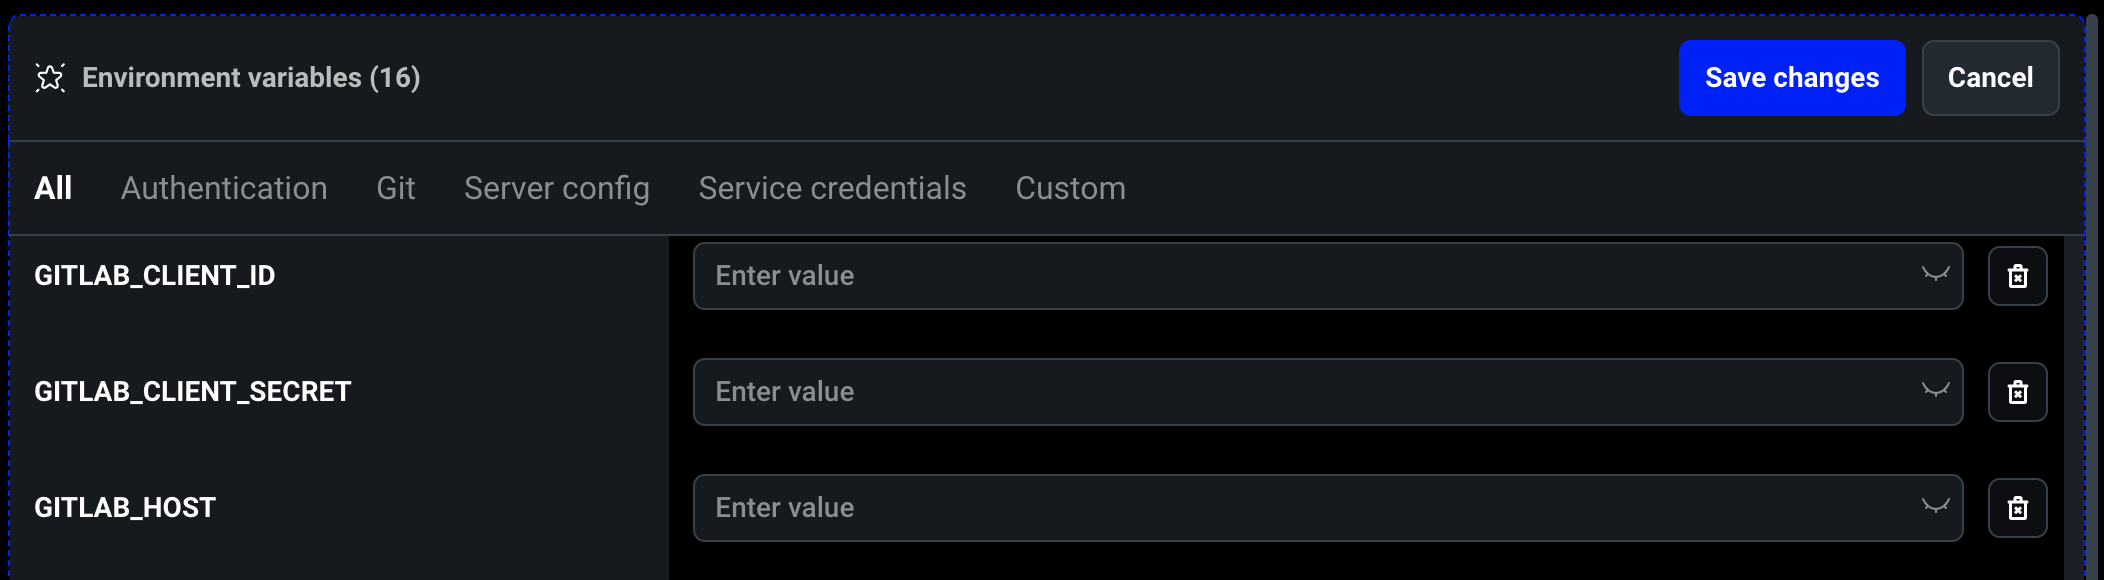 Environment variables (16)
Save changes
Cancel
All
Authentication
Git
Server config
Service credentials
Custom
GITLAB_CLIENT_ID
Enter value
GITLAB_CLIENT_SECRET
Enter value
GITLAB_HOST
Enter value